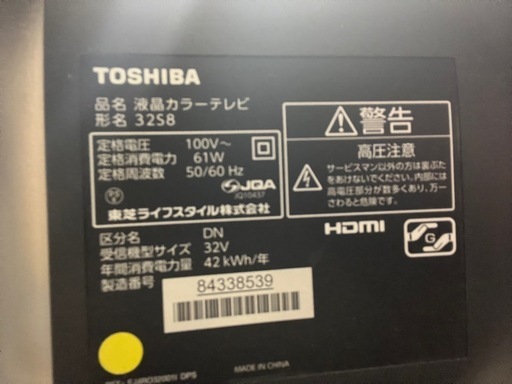 TOSHIBA
品名 液晶カラーテレビ
形名 32S8
定格電圧 100V～
定格消費電力 61W
定格周波数 50/60 Hz
JQA
東芝ライフスタイル株式会社
区分名 DN
受信機型サイズ 32V
年間消費電力量 42 kWh/年
製造番号
84338539
警告
高圧注意
サービスマン以外の方は裏ぶた
をあけないでください。内部には
高電圧部分が数多くあり、万一
さわると危険です。
HDMI
G
MADE IN CHINA